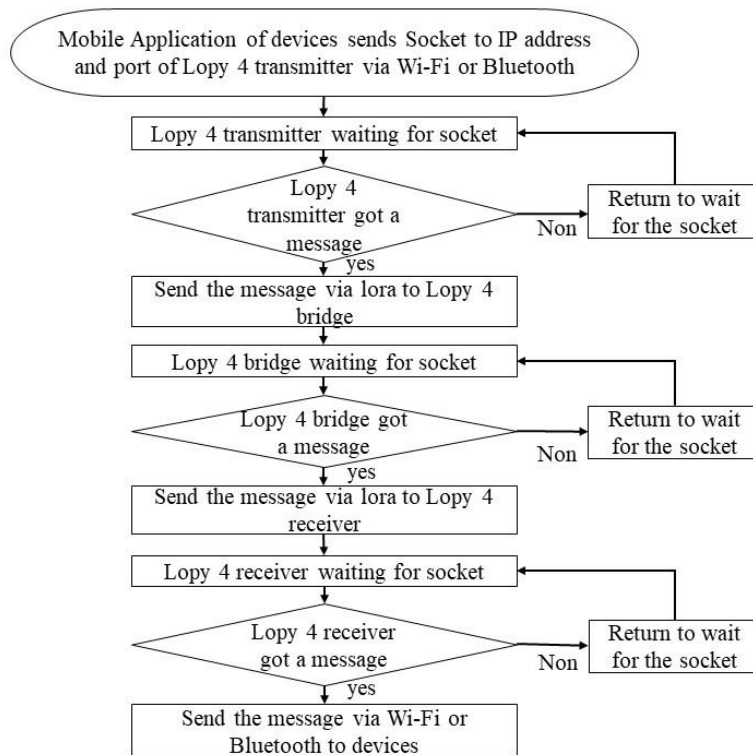 Mobile Application of devices sends Socket to IP address
and port of Lopy 4 transmitter via Wi-Fi or Bluetooth
Lopy 4 transmitter waiting for socket
Lopy 4
transmitter got a
message
Non
Return to wait
for the socket
yes
Send the message via lora to Lopy 4
bridge
Lopy 4 bridge waiting for socket
Lopy 4 bridge got
a message
Non
Return to wait
for the socket
yes
Send the message via lora to Lopy 4
receiver
Lopy 4 receiver waiting for socket
Lopy 4 receiver
got a message
Non
Return to wait
for the socket
yes
Send the message via Wi-Fi or
Bluetooth to devices